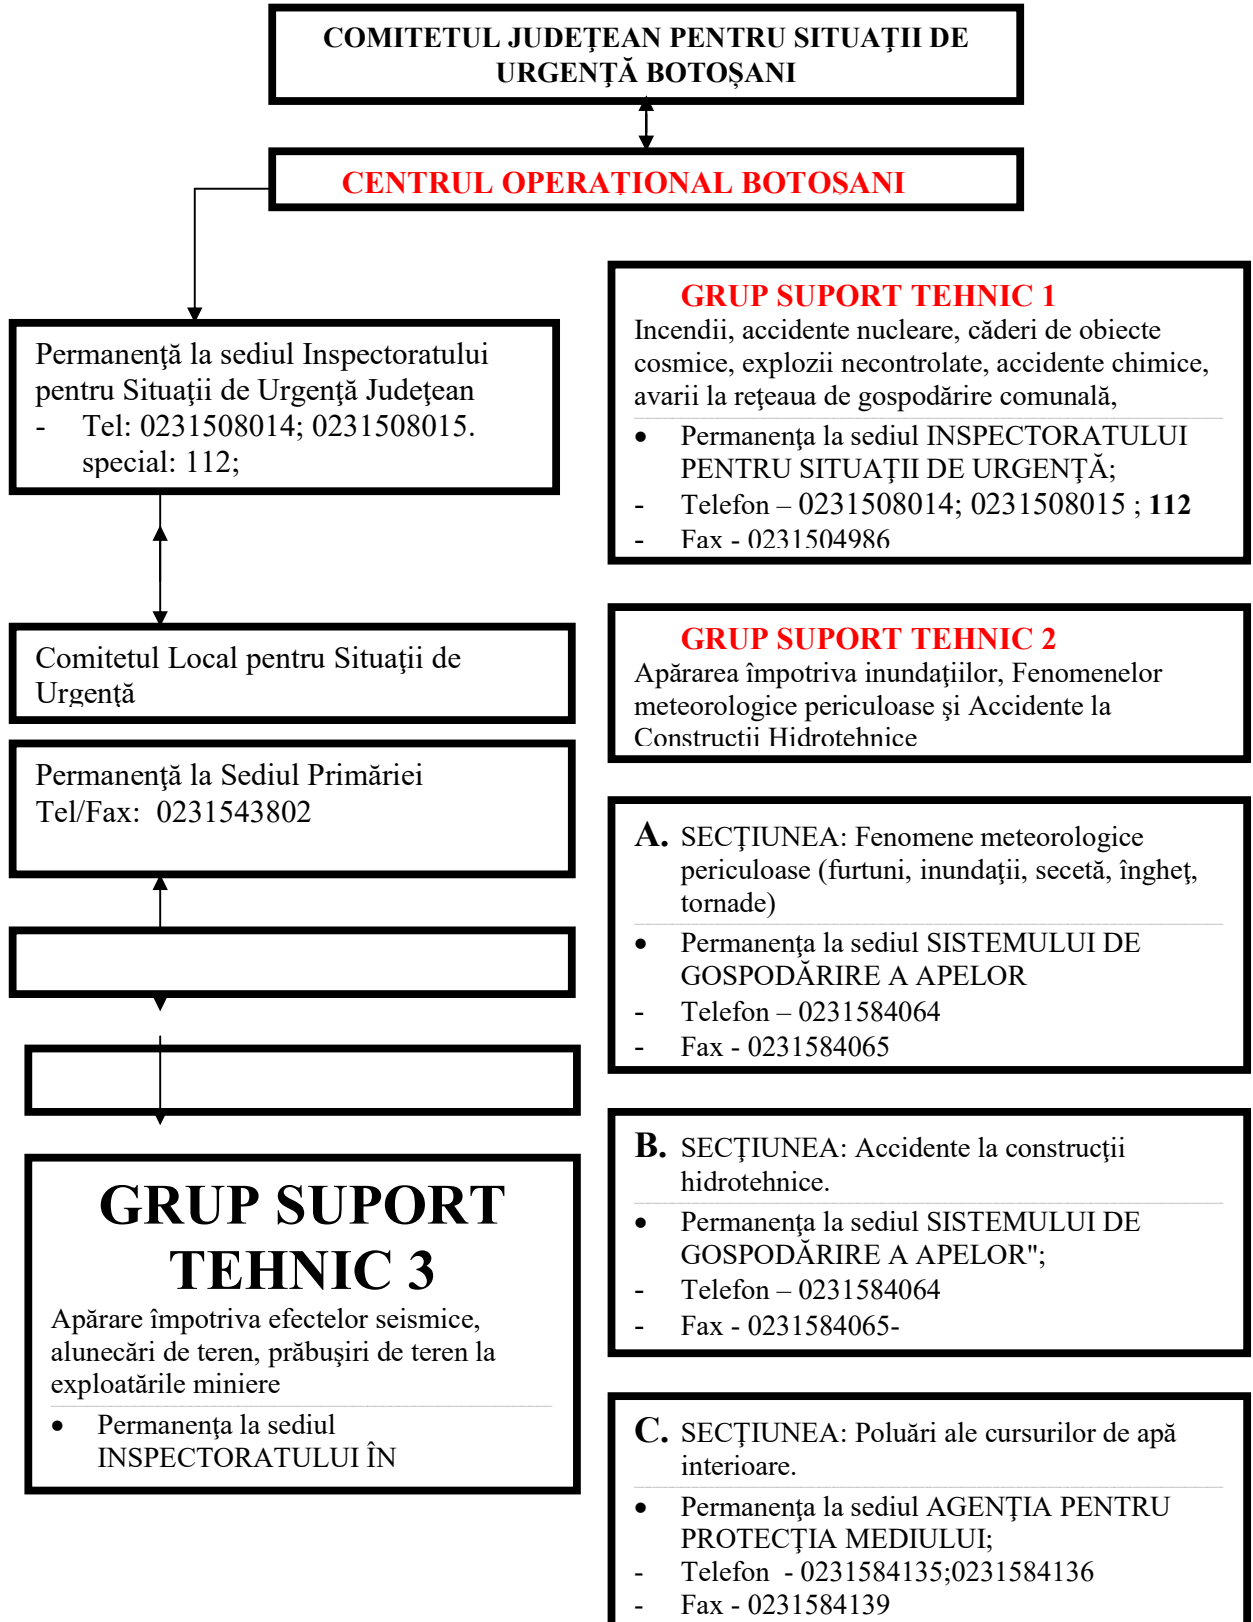 COMITETUL JUDEŢEAN PENTRU SITUAŢII DE
URGENŢĂ BOTOȘANI
CENTRUL OPERAŢIONAL BOTOSANI
Permanenţă la sediul Inspectoratului
pentru Situaţii de Urgenţă Judeţean
- Tel: 0231508014; 0231508015.
special: 112;
Comitetul Local pentru Situaţii de
Urgenţă
Permanenţă la Sediul Primăriei
Tel/Fax: 0231543802
GRUP SUPORT
TEHNIC 3
Apărare împotriva efectelor seismice,
alunecări de teren, prăbuşiri de teren la
exploatările miniere
• Permanenţa la sediul
INSPECTORATULUI ÎN
GRUP SUPORT TEHNIC 1
Incendii, accidente nucleare, căderi de obiecte
cosmice, explozii necontrolate, accidente chimice,
avarii la reţeaua de gospodărire comunală,
• Permanenţa la sediul INSPECTORATULUI
PENTRU SITUAŢII DE URGENŢĂ;
- Telefon – 0231508014; 0231508015 ; 112
- Fax - 0231504986
GRUP SUPORT TEHNIC 2
Apărarea împotriva inundaţiilor, Fenomenelor
meteorologice periculoase şi Accidente la
Construcţii Hidrotehnice
A. SECŢIUNEA: Fenomene meteorologice
periculoase (furtuni, inundaţii, secetă, îngheţ,
tornade)
• Permanenţa la sediul SISTEMULUI DE
GOSPODĂRIRE A APELOR
- Telefon – 0231584064
- Fax - 0231584065
B. SECŢIUNEA: Accidente la construcţii
hidrotehnice.
• Permanenţa la sediul SISTEMULUI DE
GOSPODĂRIRE A APELOR";
- Telefon – 0231584064
- Fax - 0231584065-
C. SECŢIUNEA: Poluări ale cursurilor de apă
interioare.
• Permanenţa la sediul AGENŢIA PENTRU
PROTECŢIA MEDIULUI;
- Telefon - 0231584135;0231584136
- Fax - 0231584139